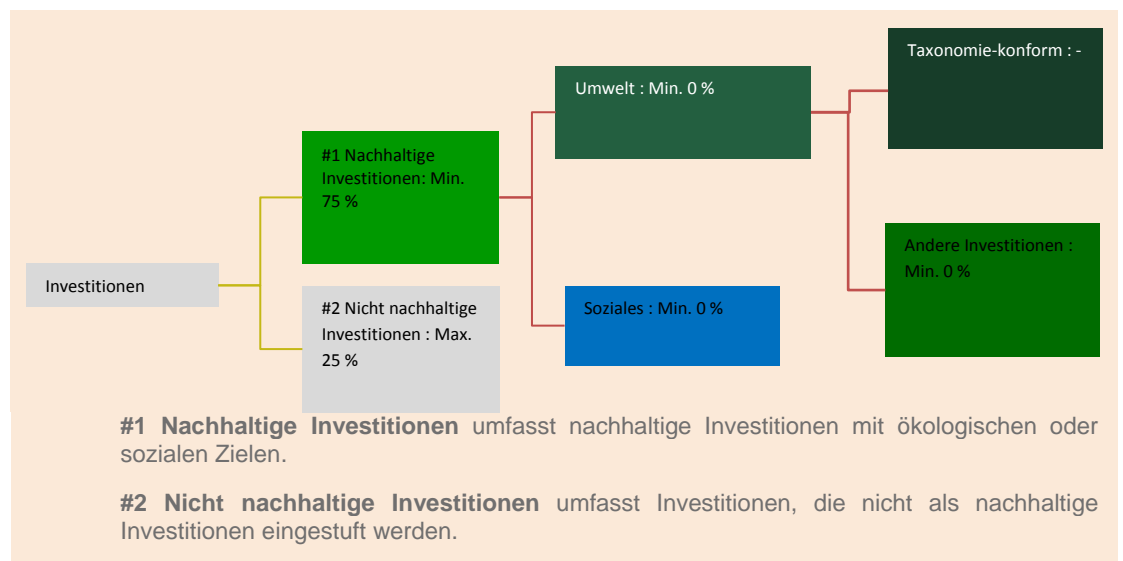 Investitionen
#1 Nachhaltige
Investitionen: Min.
75 %
#2 Nicht nachhaltige
Investitionen : Max.
25 %
Umwelt : Min. 0 %
Soziales : Min. 0 %
Taxonomie-konform : -
Andere Investitionen :
Min. 0 %
#1 Nachhaltige Investitionen umfasst nachhaltige Investitionen mit ökologischen oder
sozialen Zielen.
#2 Nicht nachhaltige Investitionen umfasst Investitionen, die nicht als nachhaltige
Investitionen eingestuft werden.